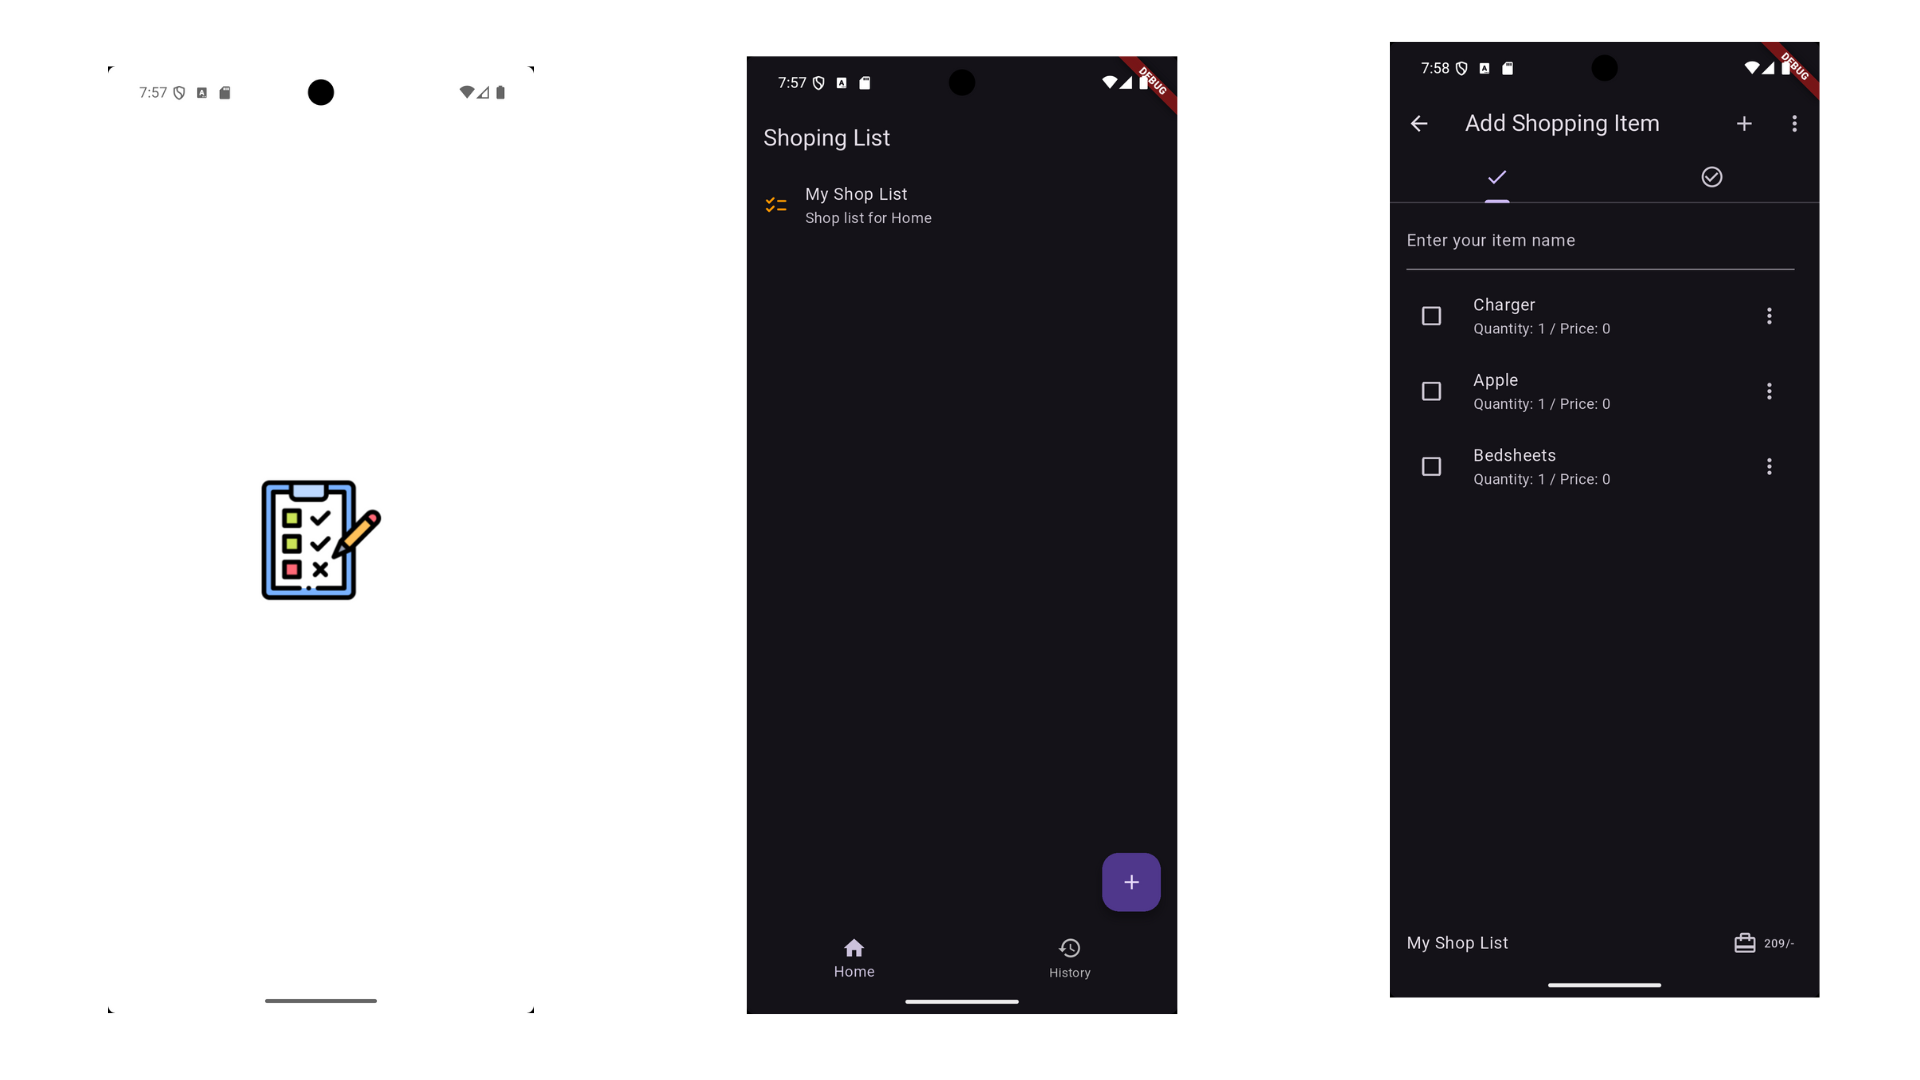 7:57
7:57
DEBUG
Shoping List
My Shop List
Shop list for Home
Home
History
7:58
DEBUG
Add Shopping Item
Enter your item name
Charger
Quantity: 1 / Price: 0
Apple
Quantity: 1 / Price: 0
Bedsheets
Quantity: 1 / Price: 0
My Shop List
209/-